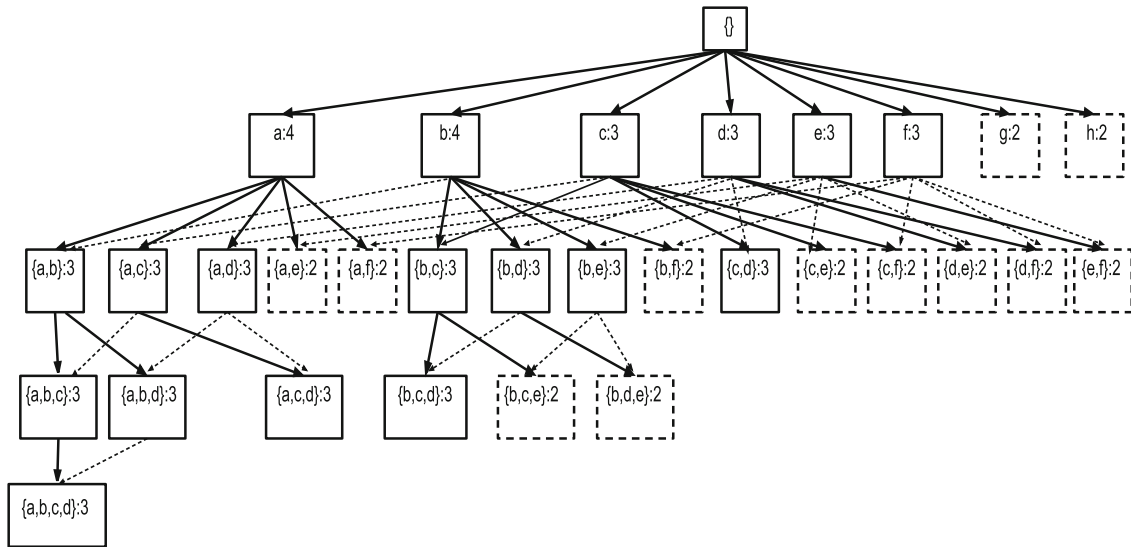 {}
a:4
b:4
c:3
d:3
e:3
f:3
g:2
h:2
{a,b}:3
{a,c}:3
{a,d}:3
{a,e}:2
{a,f}:2
{b,c}:3
{b,d}:3
{b,e}:3
{b,f}:2
{c,d}:3
{c,e}:2
{c,f}:2
{d,e}:2
{d,f}:2
{e,f}:2
{a,b,c}:3
{a,b,d}:3
{a,c,d}:3
{b,c,d}:3
{b,c,e}:2
{b,d,e}:2
{a,b,c,d}:3